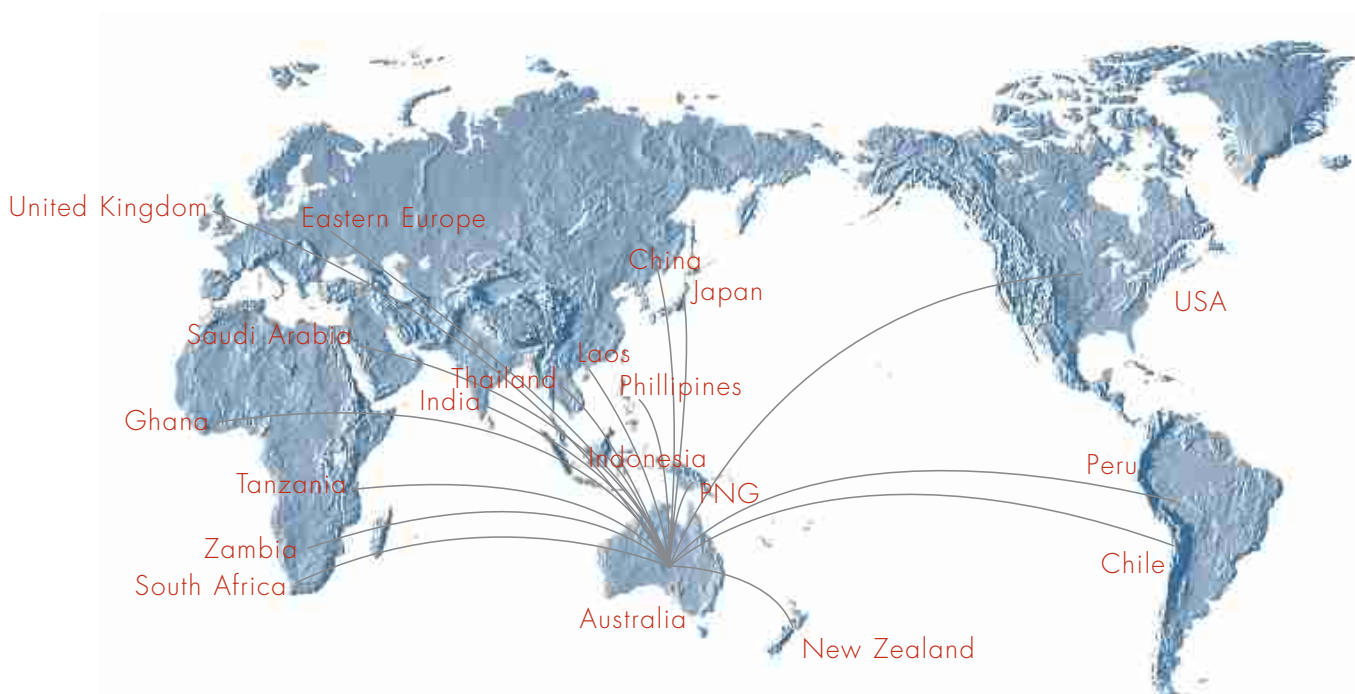 United Kingdom
Eastern Europe
China
Japan
USA
Saudi Arabia
Laos
Thailand
Phillipines
India
Ghana
Indonesia
Peru
Tanzania
PNG
Zambia
Chile
South Africa
Australia
New Zealand